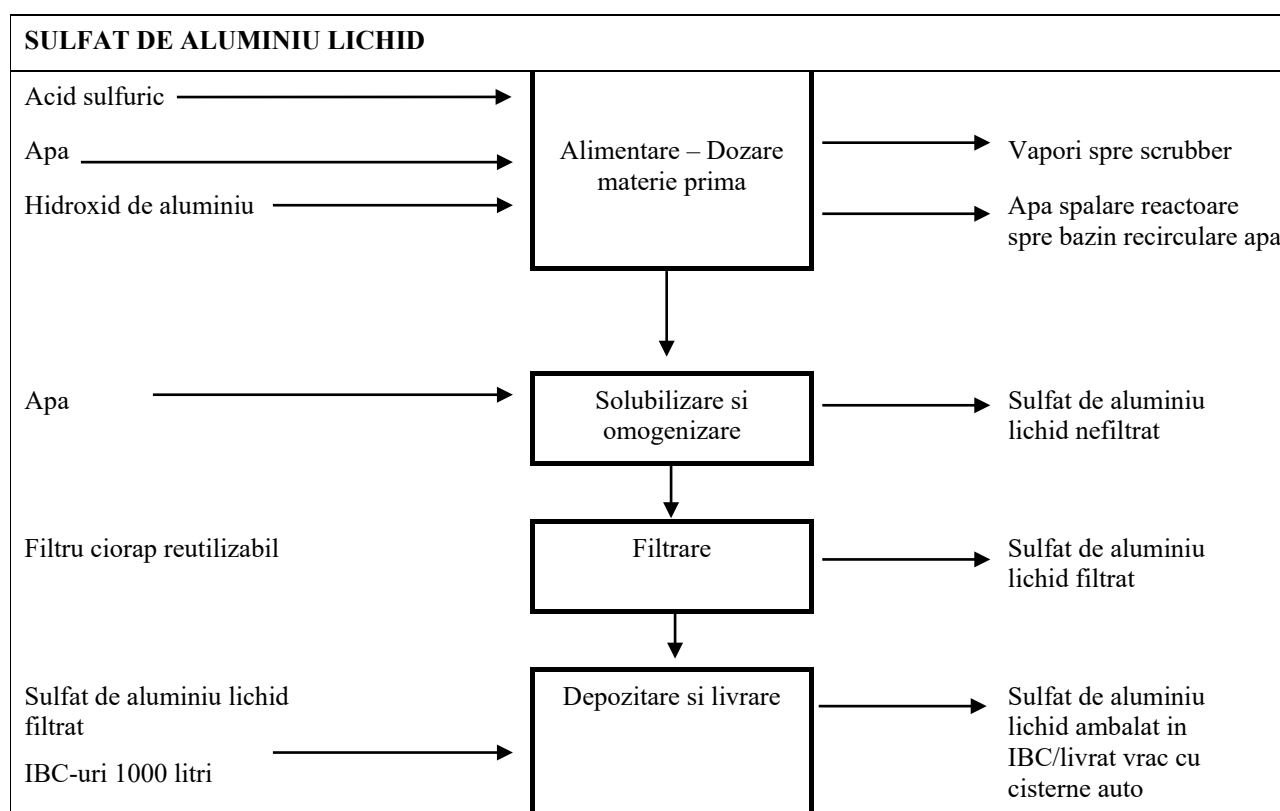 SULFAT DE ALUMINIU LICHID
Acid sulfuric
Apa
Hidroxid de aluminiu
Alimentare – Dozare
materie prima
Vapori spre scrubber
Apa spalare reactoare
spre bazin recirculare apa
Apa
Solubilizare si
omogenizare
Sulfat de aluminiu
lichid nefiltrat
Filtru ciorap reutilizabil
Filtrare
Sulfat de aluminiu
lichid filtrat
Sulfat de aluminiu lichid
filtrat
IBC-uri 1000 litri
Depozitare si livrare
Sulfat de aluminiu
lichid ambalat in
IBC/livrat vrac cu
cisterne auto